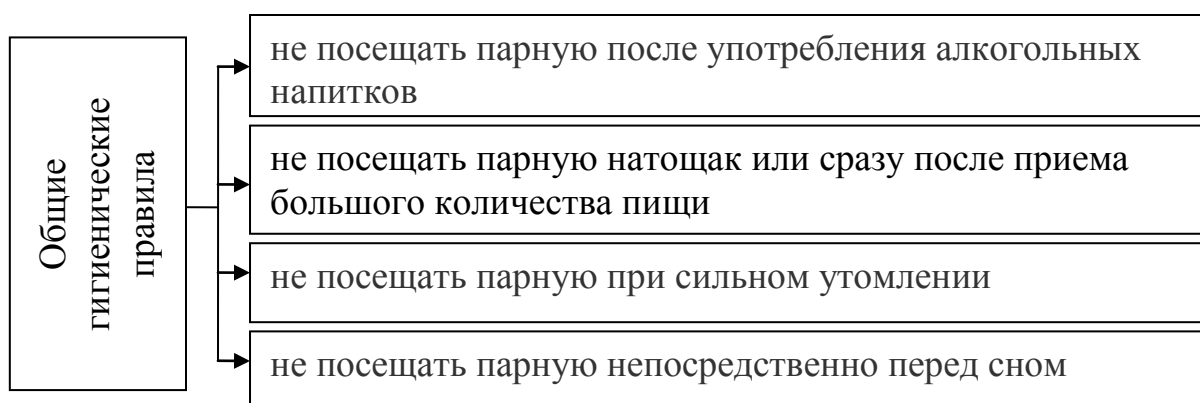 Общие
гигиенические
правила
не посещать парную после употребления алкогольных
напитков
не посещать парную натощак или сразу после приема
большого количества пищи
не посещать парную при сильном утомлении
не посещать парную непосредственно перед сном